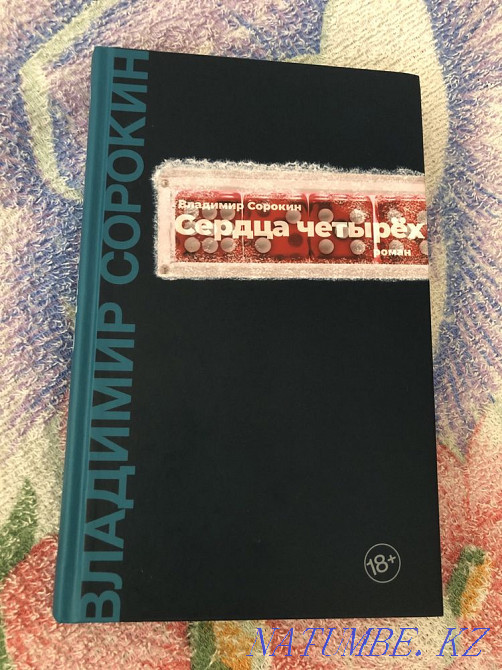 ВЛАДИМИР СОРОКИН
Владимир Сорокин
Сердца четырёх
роман
18+
NATUMBE. KZ